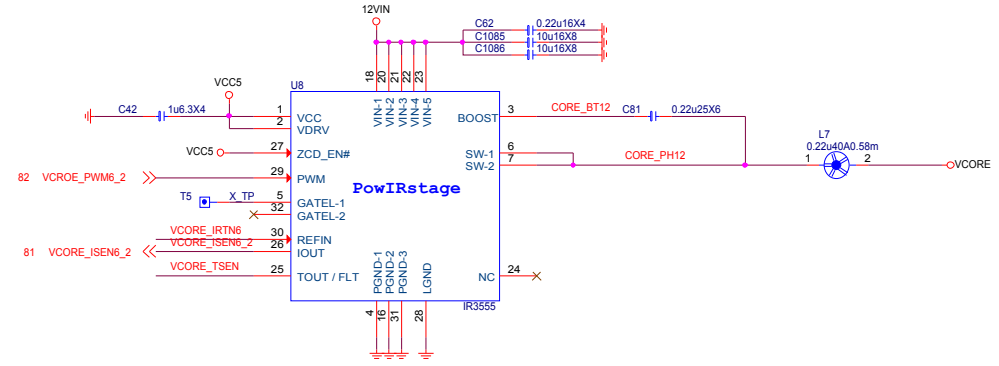 12VIN
C62 0.22u16X4
C1085 10u16X8
C1086 10u16X8
18 20 21 22 23
VCC5
U8
C42 1u6.3X4
1 VCC
2 VDRV
VIN-1 VIN-2 VIN-3 VIN-4 VIN-5
BOOST 3 CORE_BT12 C81 0.22u25X6
VCC5 27 ZCD_EN#
SW-1 6
SW-2 7 CORE_PH12
L7
0.22u40A0.58m
1 2 VCORE
82 VCROE_PWM6_2 29 PWM
PowIRstage
T5 X_TP 5 GATEL-1
32 GATEL-2
VCORE_IRTN6 30 REFIN
81 VCORE_ISEN6_2 VCORE_ISEN6_2 26 IOUT
VCORE_TSEN 25 TOUT / FLT
PGND-1 PGND-2 PGND-3 LGND
NC 24
IR3555
4 16 31 28